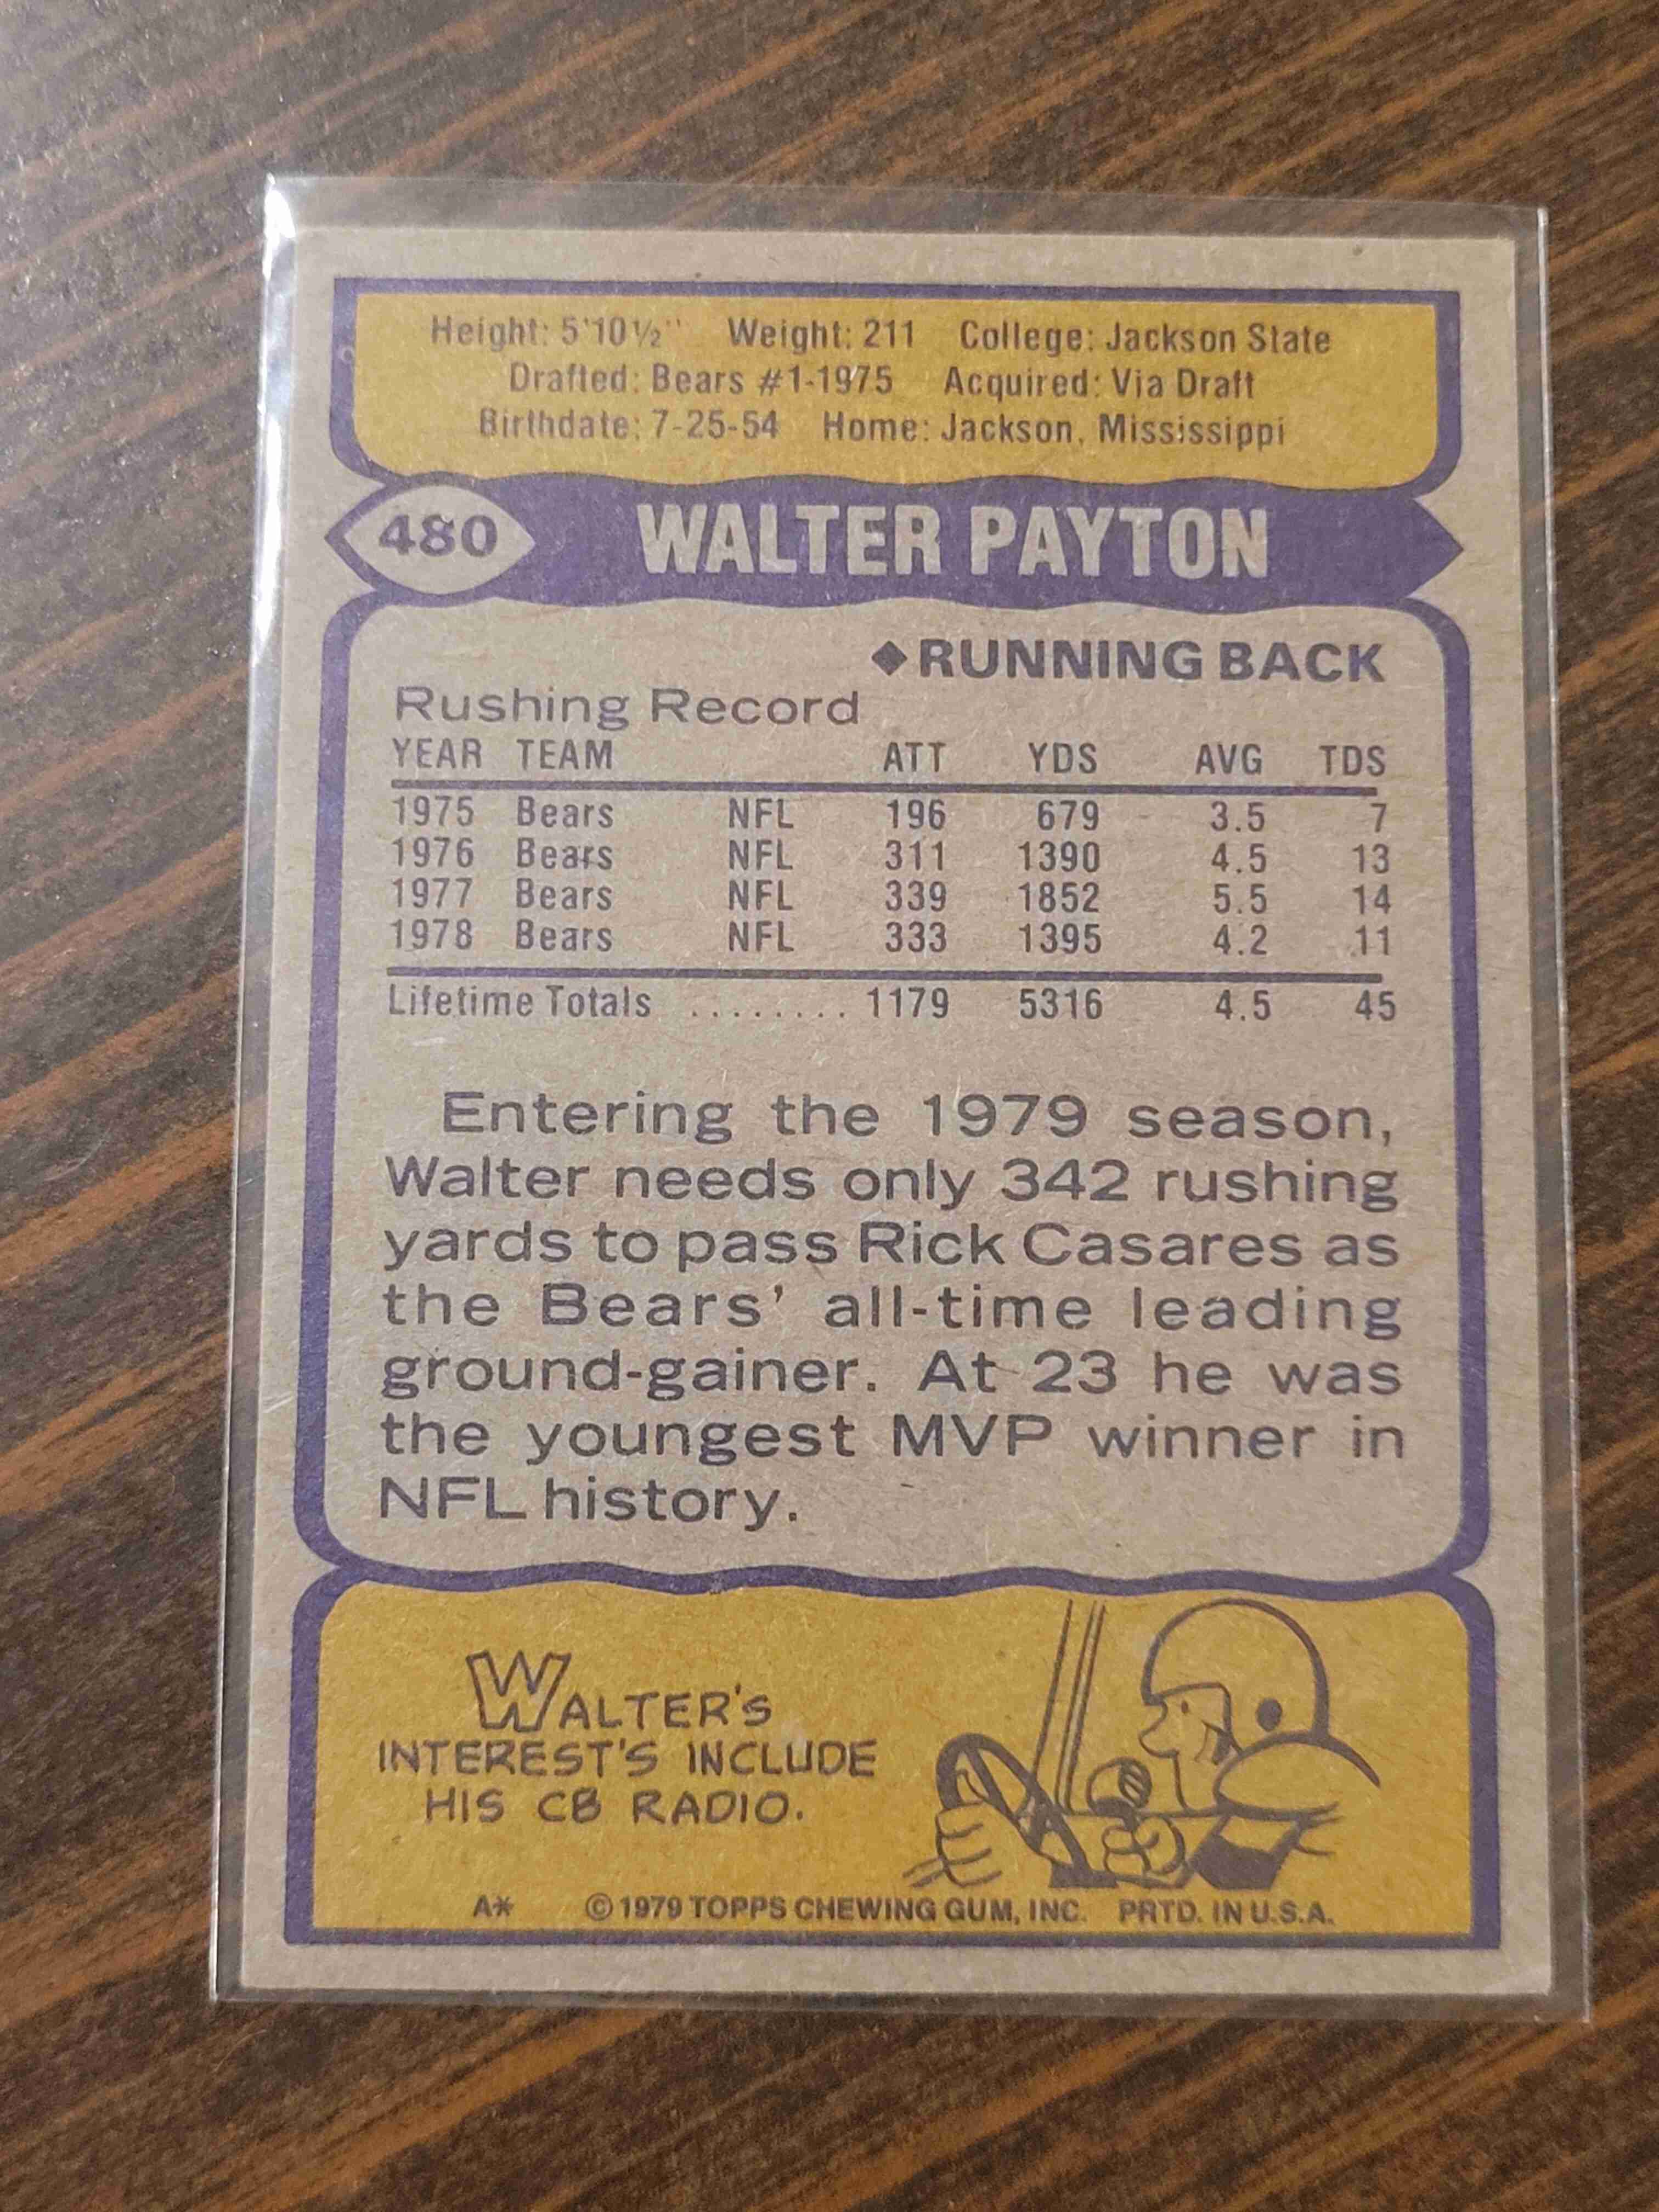 Height: 5'10½" Weight: 211 College: Jackson State
Drafted: Bears #1-1975 Acquired: Via Draft
Birthdate: 7-25-54 Home: Jackson, Mississippi
480 WALTER PAYTON
◆RUNNING BACK
Rushing Record
YEAR TEAM ATT YDS AVG TDS
1975 Bears NFL 196 679 3.5 7
1976 Bears NFL 311 1390 4.5 13
1977 Bears NFL 339 1852 5.5 14
1978 Bears NFL 333 1395 4.2 11
Lifetime Totals ........ 1179 5316 4.5 45
Entering the 1979 season,
Walter needs only 342 rushing
yards to pass Rick Casares as
the Bears' all-time leading
ground-gainer. At 23 he was
the youngest MVP winner in
NFL history.
WALTER'S
INTEREST'S INCLUDE
HIS CB RADIO.
A* © 1979 TOPPS CHEWING GUM, INC. PRTD. IN U.S.A.